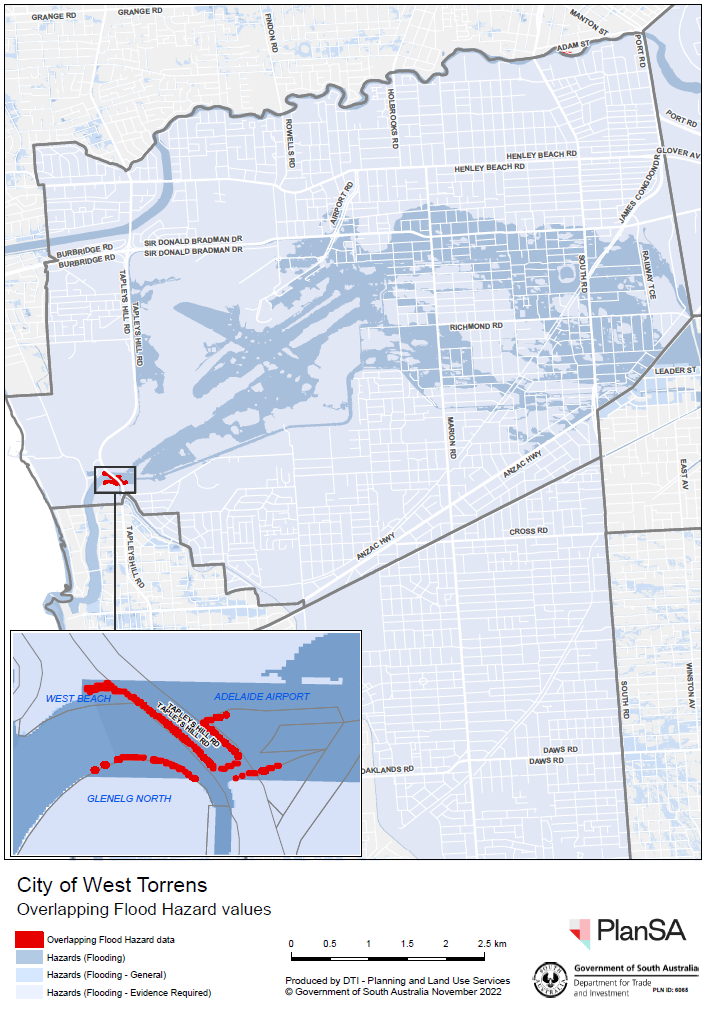 GRANGE RD
GRANGE RD
FINDON RD
MANTON ST
ADAM ST
PORT RD
PORT RD
HOLBROOKS RD
ROWELLS RD
HENLEY BEACH RD
HENLEY BEACH RD
GLOVER AV
JAMES CONGDON DR
AIRPORT RD
SIR DONALD BRADMAN DR
SIR DONALD BRADMAN DR
BURBRIDGE RD
BURBRIDGE RD
TAPLEYS HILL RD
TAPLEYS HILL RD
SOUTH RD
RAILWAY TCE
RICHMOND RD
LEADER ST
MARION RD
ANZAC HWY
EAST AV
ANZAC HWY
CROSS RD
TAPLEYSHILL RD
WINSTON AV
SOUTH RD
DAWS RD
DAWS RD
OAKLANDS RD
WEST BEACH
ADELAIDE AIRPORT
TAPLEYS HILL RD
TAPLEYS HILL RD
GLENELG NORTH
City of West Torrens
Overlapping Flood Hazard values
Overlapping Flood Hazard data
Hazards (Flooding)
Hazards (Flooding - General)
Hazards (Flooding - Evidence Required)
0 0.5 1 1.5 2 2.5 km
Produced by DTI - Planning and Land Use Services
© Government of South Australia November 2022
PlanSA
Government of South Australia
Department for Trade
and Investment
PLN ID: 6068